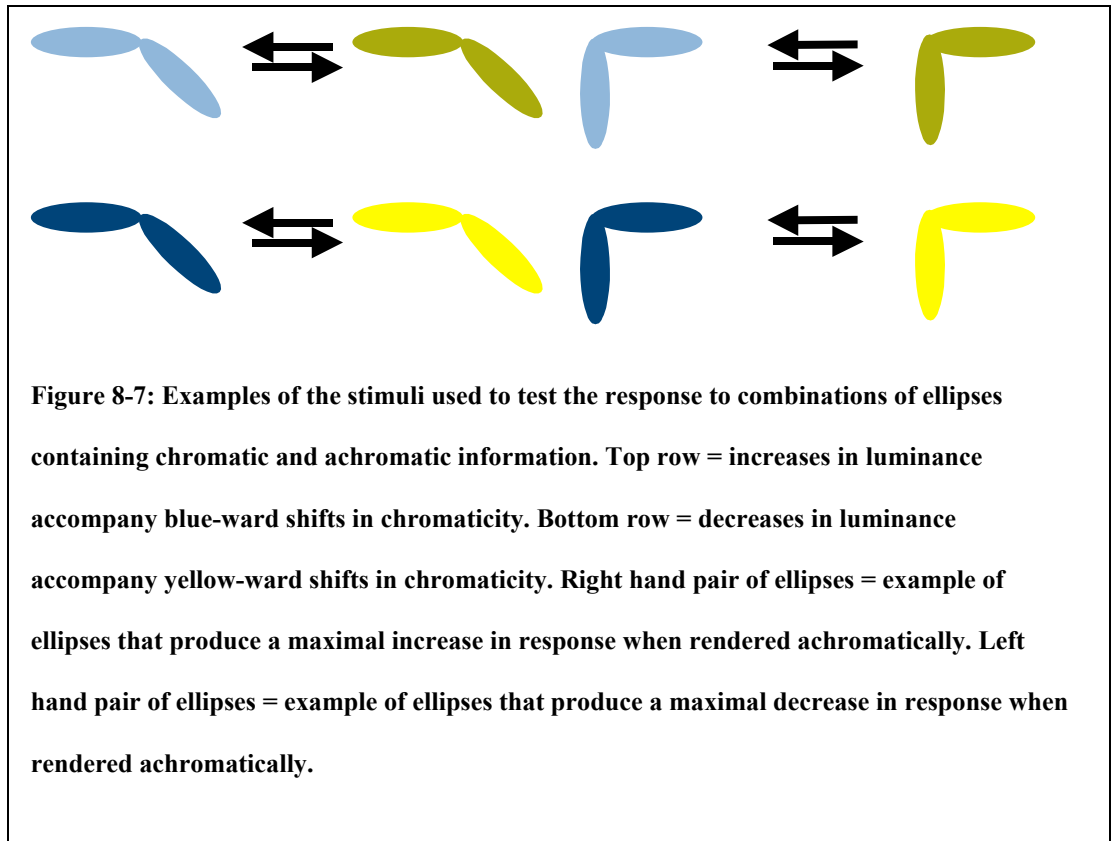 Figure 8-7: Examples of the stimuli used to test the response to combinations of ellipses
containing chromatic and achromatic information. Top row = increases in luminance
accompany blue-ward shifts in chromaticity. Bottom row = decreases in luminance
accompany yellow-ward shifts in chromaticity. Right hand pair of ellipses = example of
ellipses that produce a maximal increase in response when rendered achromatically. Left
hand pair of ellipses = example of ellipses that produce a maximal decrease in response when
rendered achromatically.